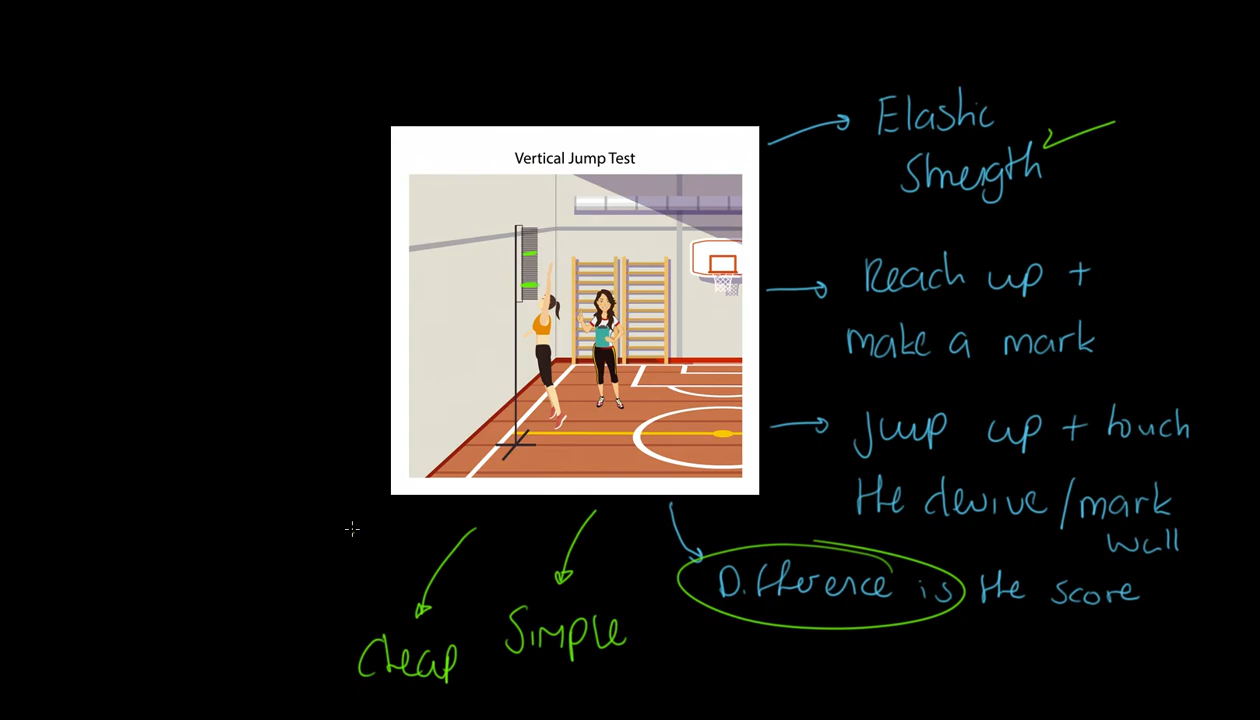 Vertical Jump Test
Elastic
Strength
Reach up +
make a mark
Jump up + touch
the devive / mark
wall
Difference is the score
Simple
Cheap